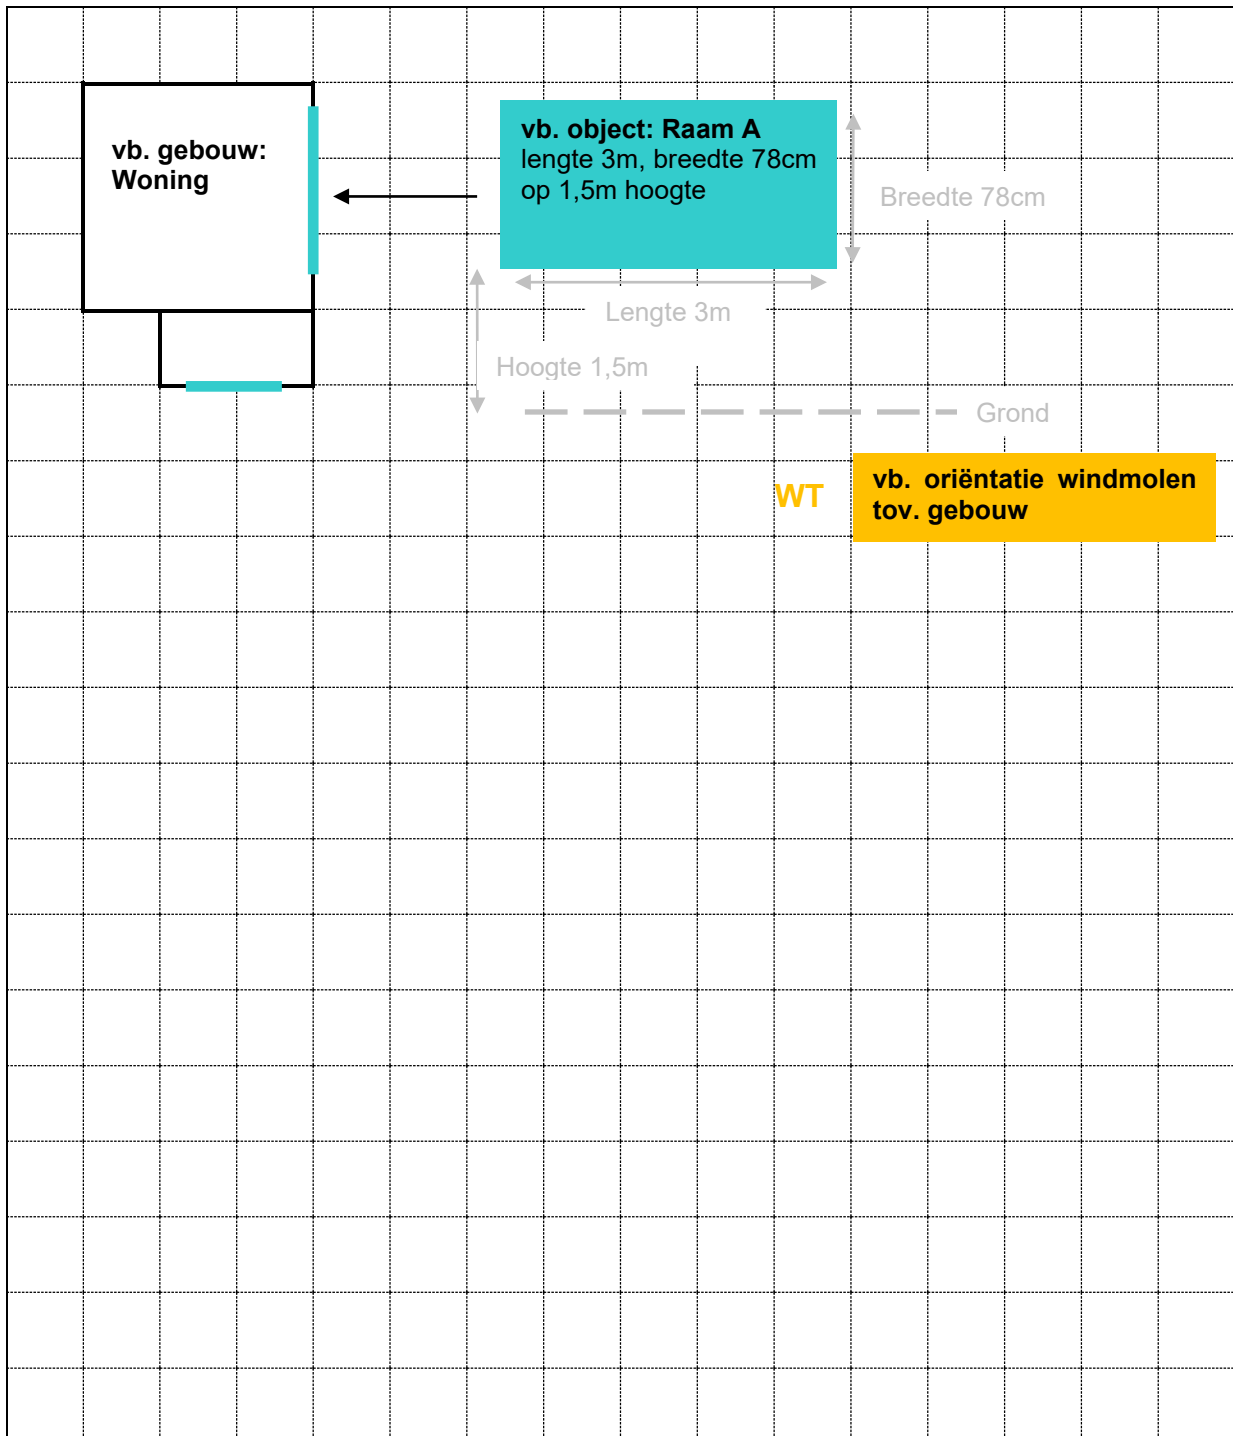 vb. gebouw:
Woning
vb. object: Raam A
lengte 3m, breedte 78cm
op 1,5m hoogte
Breedte 78cm
Lengte 3m
Hoogte 1,5m
Grond
WT
vb. oriëntatie windmolen
tov. gebouw